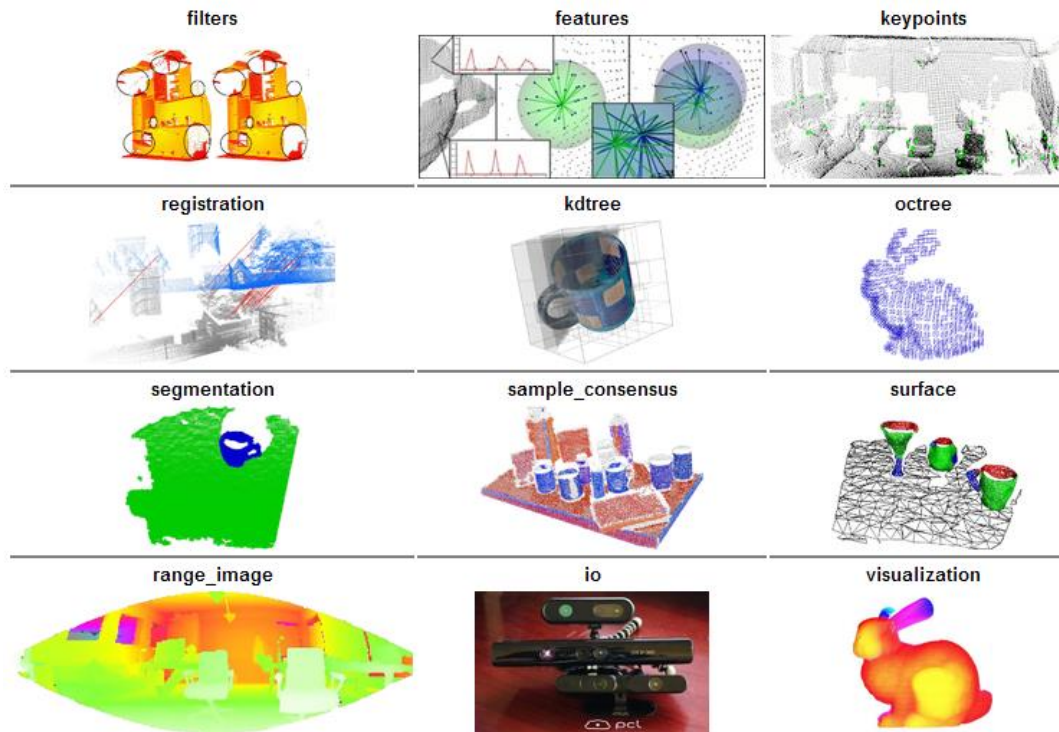 filters features keypoints
registration kdtree octree
segmentation sample_consensus surface
range_image io visualization
pcl